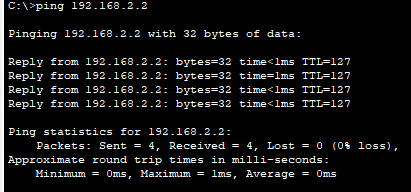 C:\>ping 192.168.2.2
Pinging 192.168.2.2 with 32 bytes of data:
Reply from 192.168.2.2: bytes=32 time<1ms TTL=127
Reply from 192.168.2.2: bytes=32 time=1ms TTL=127
Reply from 192.168.2.2: bytes=32 time<1ms TTL=127
Reply from 192.168.2.2: bytes=32 time<1ms TTL=127
Ping statistics for 192.168.2.2:
Packets: Sent = 4, Received = 4, Lost = 0 (0% loss),
Approximate round trip times in milli-seconds:
Minimum = 0ms, Maximum = 1ms, Average = 0ms